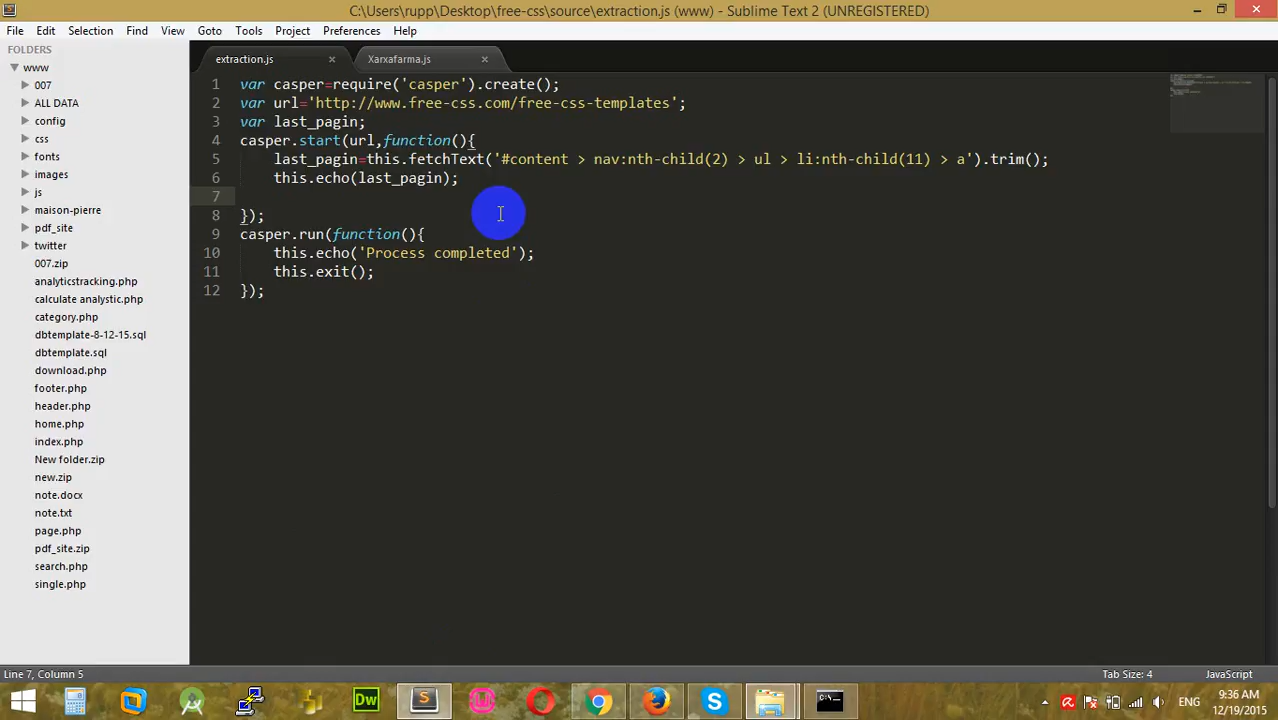 C:\Users\rupp\Desktop\free-css\source\extraction.js (www) - Sublime Text 2 (UNREGISTERED)
File Edit Selection Find View Goto Tools Project Preferences Help
FOLDERS
www
007
ALL DATA
config
css
fonts
images
js
maison-pierre
pdf_site
twitter
007.zip
analyticstracking.php
calculate analystic.php
category.php
dbtemplate-8-12-15.sql
dbtemplate.sql
download.php
footer.php
header.php
home.php
index.php
New folder.zip
new.zip
note.docx
note.txt
page.php
pdf_site.zip
search.php
single.php
extraction.js
Xarxafarma.js
1 var casper=require('casper').create();
2 var url='http://www.free-css.com/free-css-templates';
3 var last_pagin;
4 casper.start(url,function(){
5 last_pagin=this.fetchText('#content > nav:nth-child(2) > ul > li:nth-child(11) > a').trim();
6 this.echo(last_pagin);
7
8 });
9 casper.run(function(){
10 this.echo('Process completed');
11 this.exit();
12 });
Line 7, Column 5
Tab Size: 4
JavaScript
Dw
S
ENG
9:36 AM
12/19/2015